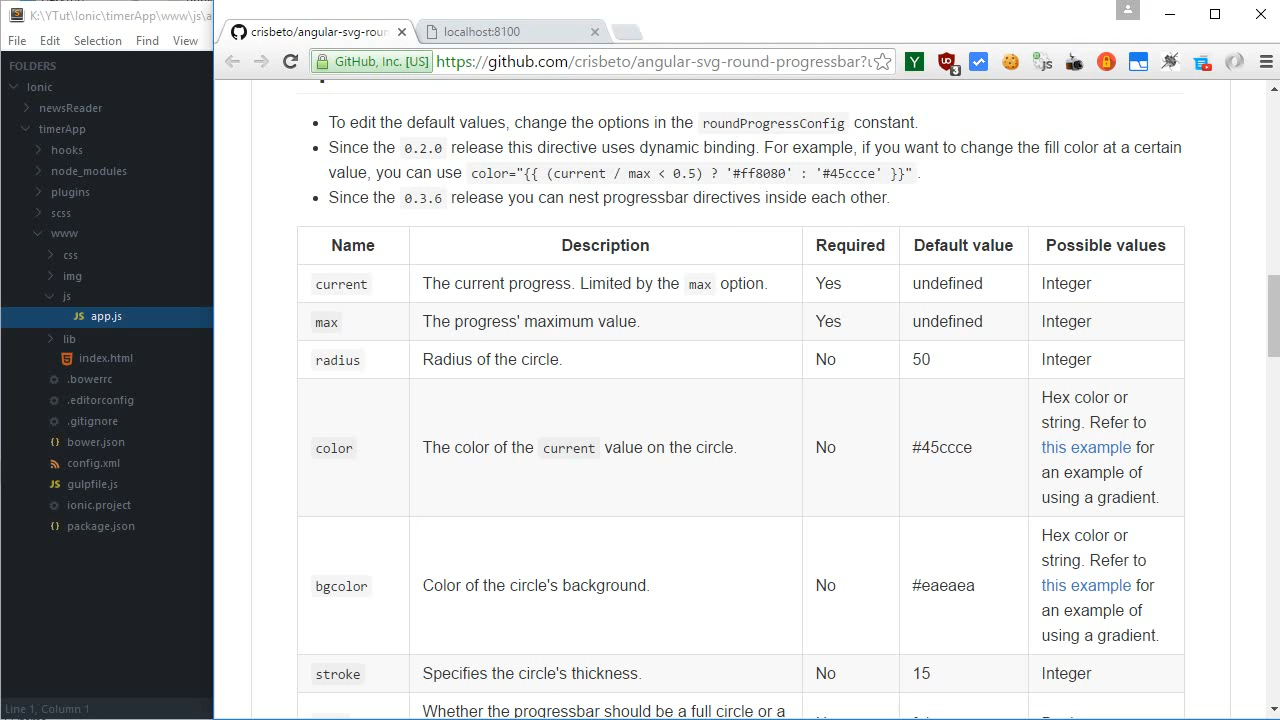 K:\YTut\Ionic\timerApp\www\js\a
File Edit Selection Find View
FOLDERS
Ionic
newsReader
timerApp
hooks
node_modules
plugins
scss
www
css
img
js
JS app.js
lib
index.html
.bowerrc
.editorconfig
.gitignore
{} bower.json
config.xml
JS gulpfile.js
ionic.project
{} package.json
Line 1, Column 1
crisbeto/angular-svg-roun
localhost:8100
GitHub, Inc. [US] https://github.com/crisbeto/angular-svg-round-progressbar?u
Y
3
To edit the default values, change the options in the roundProgressConfig constant.
Since the 0.2.0 release this directive uses dynamic binding. For example, if you want to change the fill color at a certain
value, you can use color="{{ (current / max < 0.5) ? '#ff8080' : '#45ccce' }}".
Since the 0.3.6 release you can nest progressbar directives inside each other.
Name Description Required Default value Possible values
current The current progress. Limited by the max option. Yes undefined Integer
max The progress' maximum value. Yes undefined Integer
radius Radius of the circle. No 50 Integer
Hex color or
string. Refer to
color The color of the current value on the circle. No #45ccce this example for
an example of
using a gradient.
Hex color or
string. Refer to
bgcolor Color of the circle's background. No #eaeaea this example for
an example of
using a gradient.
stroke Specifies the circle's thickness. No 15 Integer
Whether the progressbar should be a full circle or a